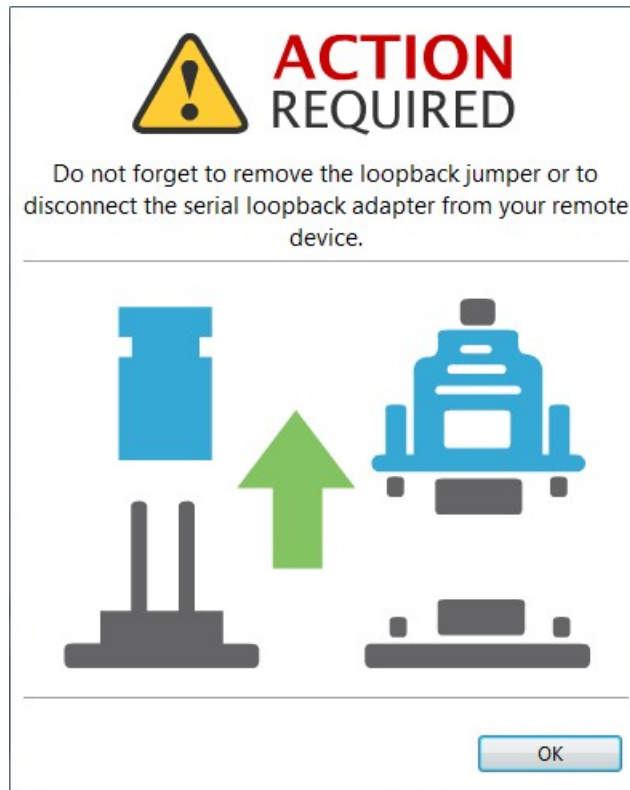 ACTION
REQUIRED
Do not forget to remove the loopback jumper or to
disconnect the serial loopback adapter from your remote
device.
OK